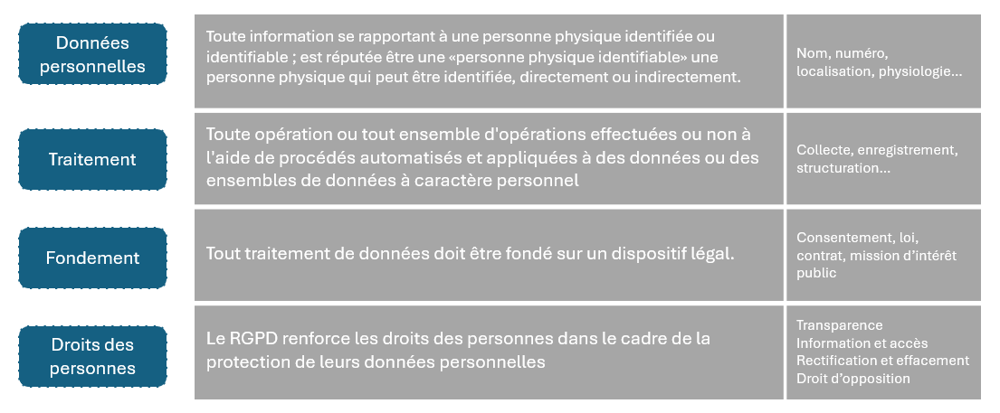 Données
personnelles
Toute information se rapportant à une personne physique identifiée ou
identifiable ; est réputée être une «personne physique identifiable» une
personne physique qui peut être identifiée, directement ou indirectement.
Nom, numéro,
localisation, physiologie...
Traitement
Toute opération ou tout ensemble d'opérations effectuées ou non à
l'aide de procédés automatisés et appliquées à des données ou des
ensembles de données à caractère personnel
Collecte, enregistrement,
structuration...
Fondement
Tout traitement de données doit être fondé sur un dispositif légal.
Consentement, loi,
contrat, mission d'intérêt
public
Droits des
personnes
Le RGPD renforce les droits des personnes dans le cadre de la
protection de leurs données personnelles
Transparence
Information et accès
Rectification et effacement
Droit d'opposition